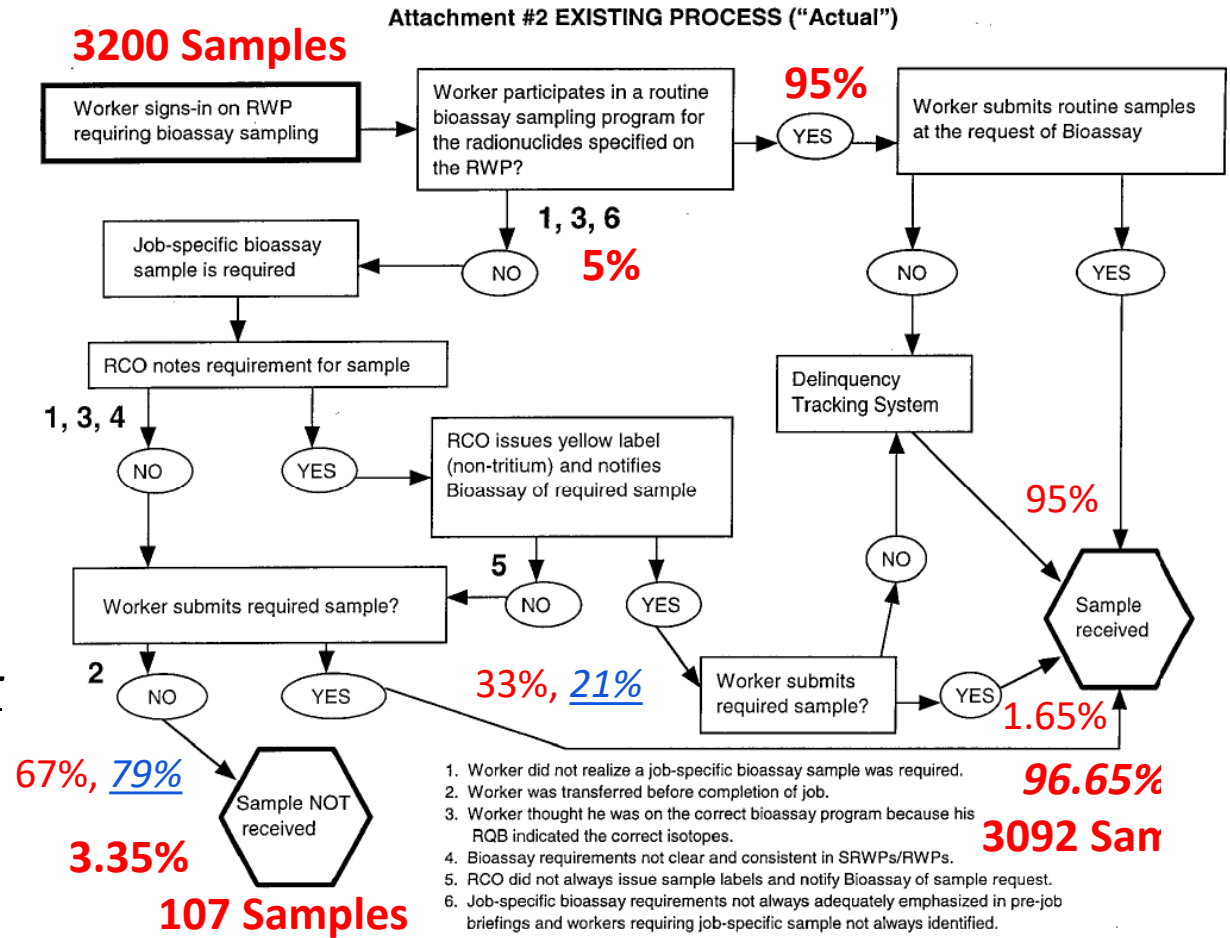 Attachment #2 EXISTING PROCESS ("Actual")
3200 Samples
Worker signs-in on RWP
requiring bioassay sampling
Worker participates in a routine
bioassay sampling program for
the radionuclides specified on
the RWP?
95%
YES
Worker submits routine samples
at the request of Bioassay
1, 3, 6
NO
5%
Job-specific bioassay
sample is required
NO
YES
RCO notes requirement for sample
Delinquency
Tracking System
1, 3, 4
NO
YES
RCO issues yellow label
(non-tritium) and notifies
Bioassay of required sample
95%
NO
5
NO
YES
Worker submits required sample?
Sample
received
2
NO
YES
33%, 21%
Worker submits
required sample?
YES
1.65%
67%, 79%
Sample NOT
received
3.35%
107 Samples
96.65%
3092 Sam
1. Worker did not realize a job-specific bioassay sample was required.
2. Worker was transferred before completion of job.
3. Worker thought he was on the correct bioassay program because his
RQB indicated the correct isotopes.
4. Bioassay requirements not clear and consistent in SRWPs/RWPs.
5. RCO did not always issue sample labels and notify Bioassay of sample request.
6. Job-specific bioassay requirements not always adequately emphasized in pre-job
briefings and workers requiring job-specific sample not always identified.